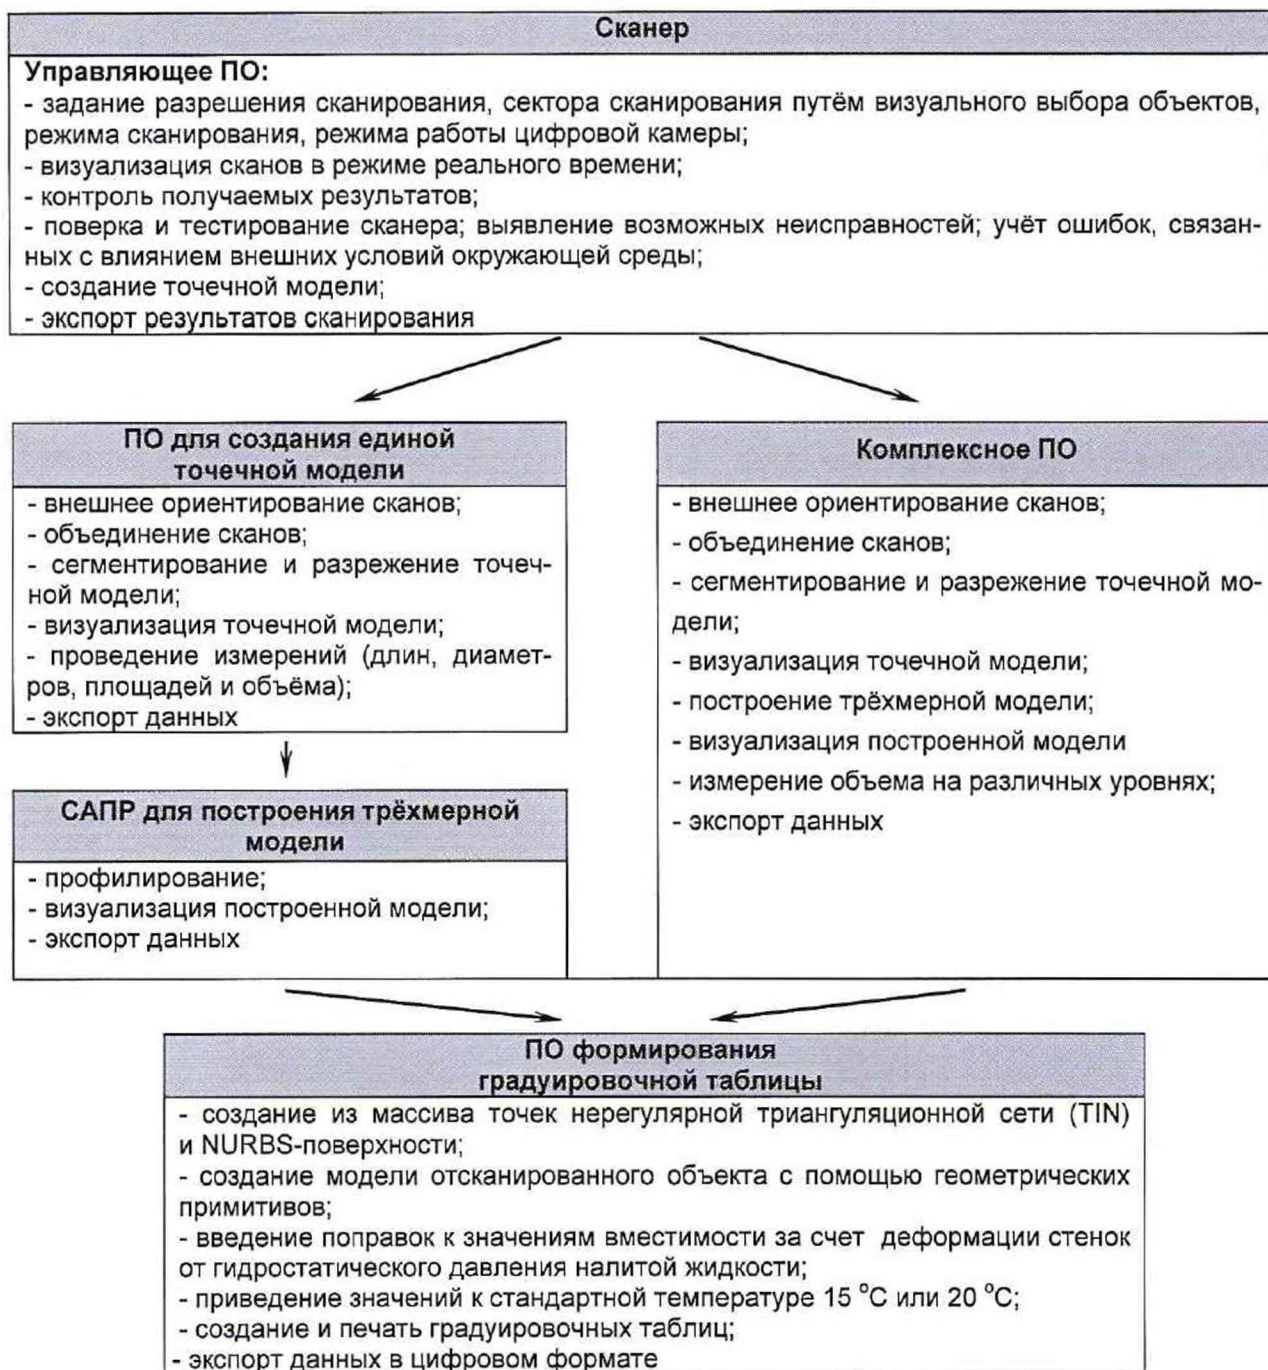 Сканер
Управляющее ПО:
- задание разрешения сканирования, сектора сканирования путём визуального выбора объектов,
режима сканирования, режима работы цифровой камеры;
- визуализация сканов в режиме реального времени;
- контроль получаемых результатов;
- поверка и тестирование сканера; выявление возможных неисправностей; учёт ошибок, связан-
ных с влиянием внешних условий окружающей среды;
- создание точечной модели;
- экспорт результатов сканирования
ПО для создания единой
точечной модели
- внешнее ориентирование сканов;
- объединение сканов;
- сегментирование и разрежение точеч-
ной модели;
- визуализация точечной модели;
- проведение измерений (длин, диамет-
ров, площадей и объёма);
- экспорт данных
САПР для построения трёхмерной
модели
- профилирование;
- визуализация построенной модели;
- экспорт данных
Комплексное ПО
- внешнее ориентирование сканов;
- объединение сканов;
- сегментирование и разрежение точечной мо-
дели;
- визуализация точечной модели;
- построение трёхмерной модели;
- визуализация построенной модели
- измерение объема на различных уровнях;
- экспорт данных
ПО формирования
градуировочной таблицы
- создание из массива точек нерегулярной триангуляционной сети (TIN)
и NURBS-поверхности;
- создание модели отсканированного объекта с помощью геометрических
примитивов;
- введение поправок к значениям вместимости за счет деформации стенок
от гидростатического давления налитой жидкости;
- приведение значений к стандартной температуре 15 °С или 20 °С;
- создание и печать градуировочных таблиц;
- экспорт данных в цифровом формате